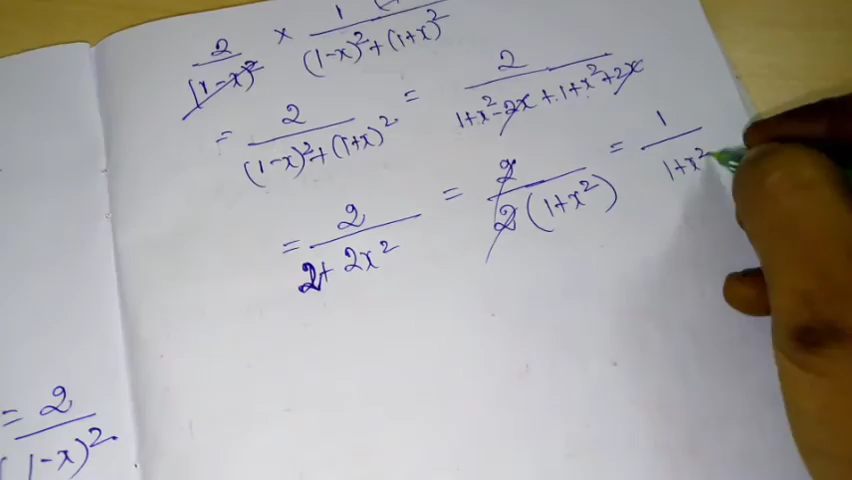 2/(1-x)² × 1/((1-x)²+(1+x)²)
= 2/((1-x)²+(1+x)²) = 2/(1+x²-2x+1+x²+2x)
= 2/(2+2x²) = 2/(2(1+x²)) = 1/(1+x²)
= 2/(1-x)²